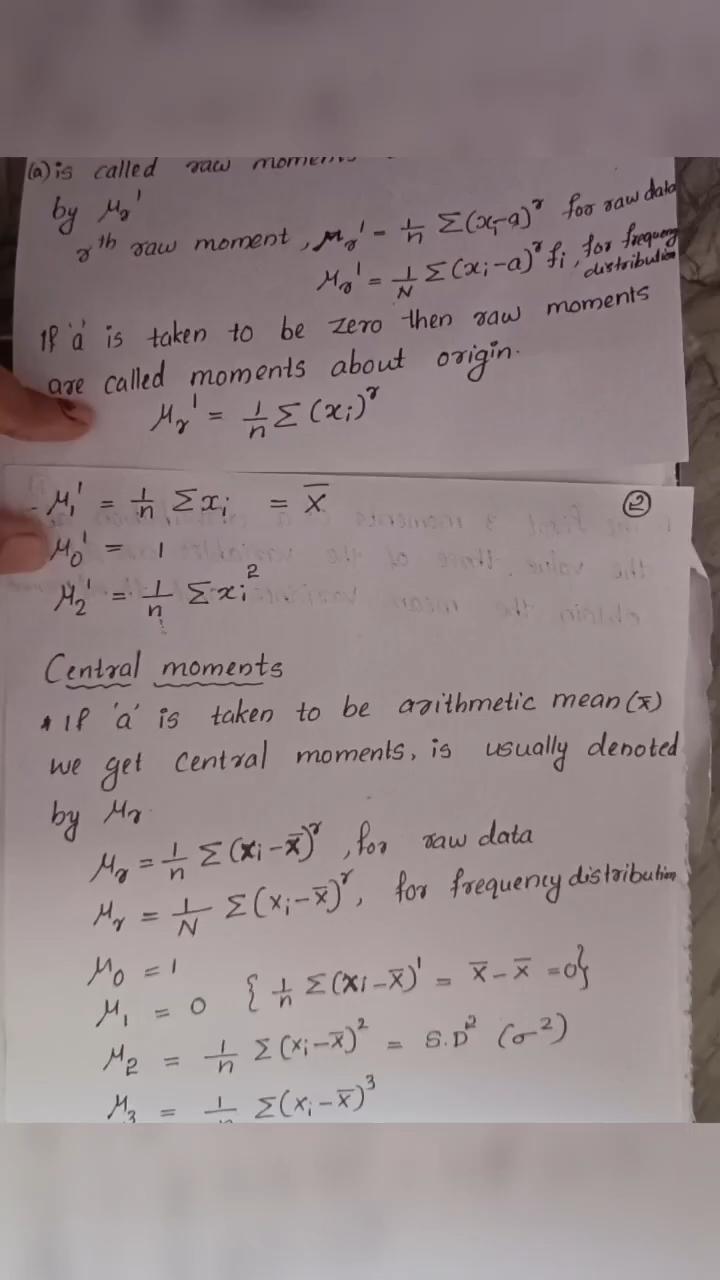 (a) is called raw moments
by μᵣ'
rᵗʰ raw moment, μᵣ' = 1/n Σ(xᵢ-a)ʳ for raw data
μᵣ' = 1/N Σ(xᵢ-a)ʳ fᵢ, for frequency distribution
If 'a' is taken to be zero then raw moments
are called moments about origin.
μᵣ' = 1/n Σ (xᵢ)ʳ
μ₁' = 1/n Σxᵢ = x̄
②
μ₀' = 1
μ₂' = 1/n Σxᵢ²
Central moments
* If 'a' is taken to be arithmetic mean (x̄)
we get central moments, is usually denoted
by μᵣ
μᵣ = 1/n Σ(xᵢ-x̄)ʳ, for raw data
μᵣ = 1/N Σ(xᵢ-x̄)ʳ, for frequency distribution
μ₀ = 1
μ₁ = 0 {1/n Σ(xᵢ-x̄)' = x̄-x̄ =0}
μ₂ = 1/n Σ(xᵢ-x̄)² = S.D² (σ²)
μ₃ = 1/n Σ(xᵢ-x̄)³